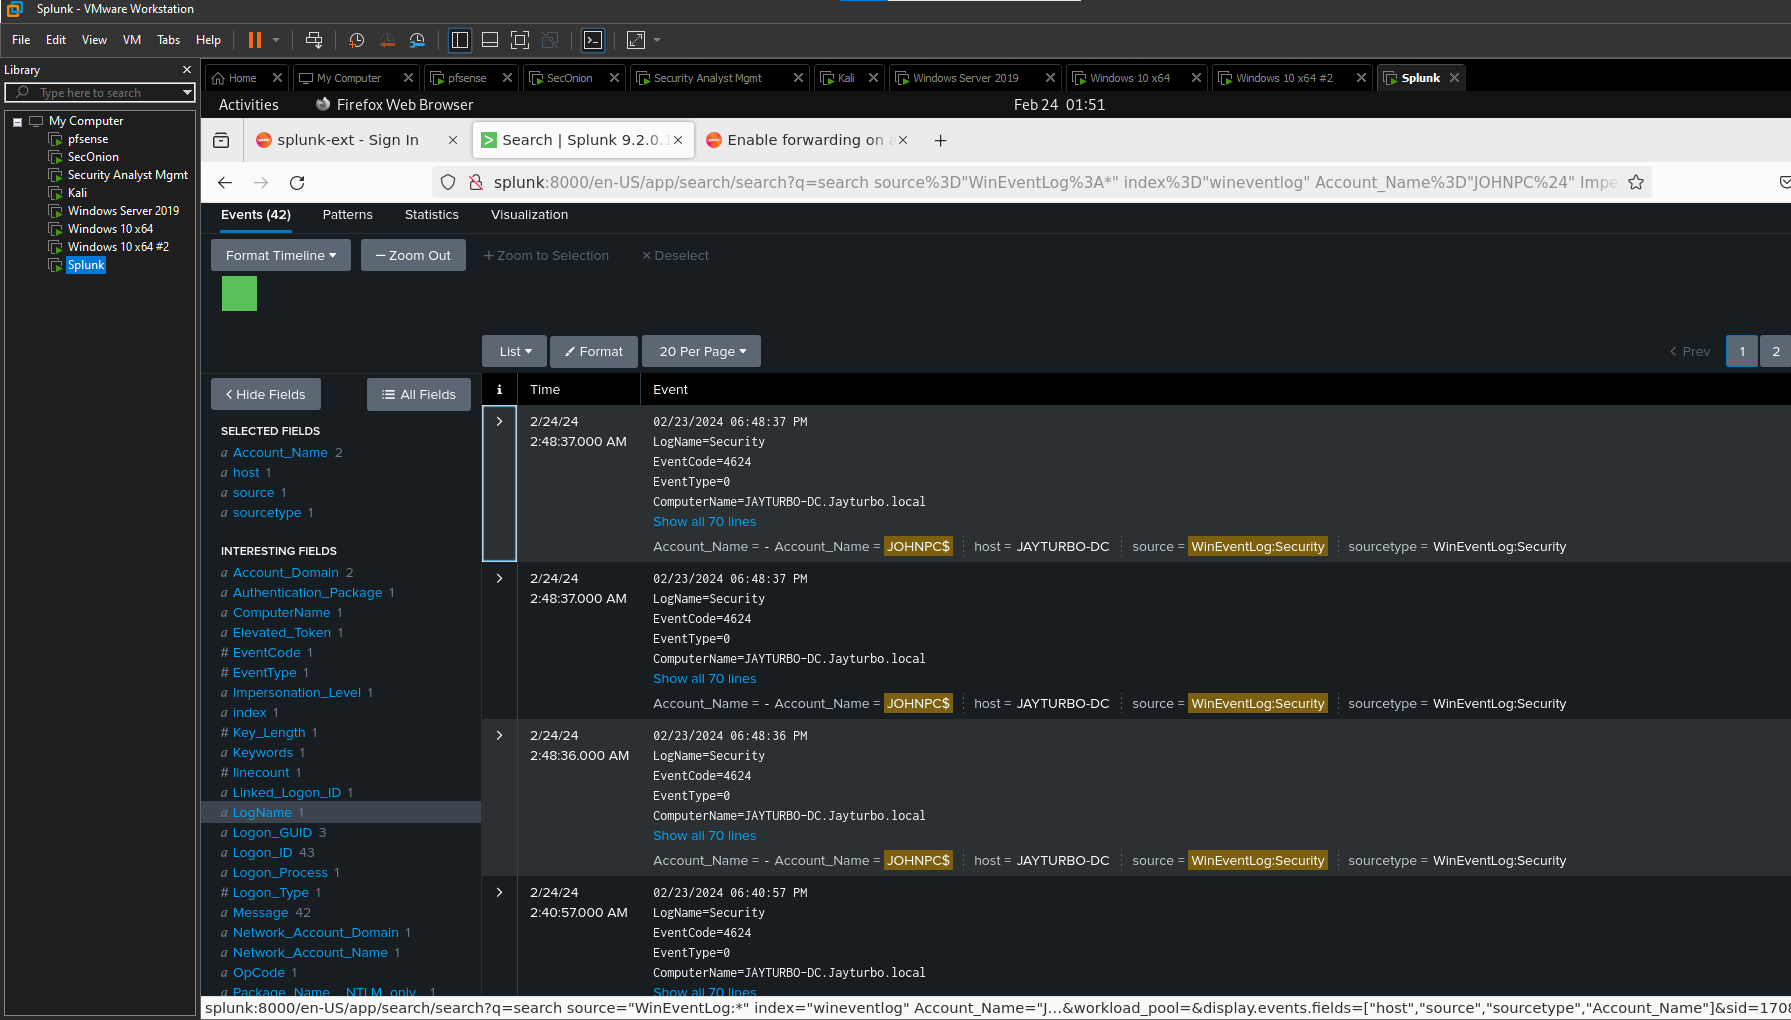 Splunk - VMware Workstation
File Edit View VM Tabs Help
Library
Type here to search
My Computer
pfsense
SecOnion
Security Analyst Mgmt
Kali
Windows Server 2019
Windows 10 x64
Windows 10 x64 #2
Splunk
Home My Computer pfsense SecOnion Security Analyst Mgmt Kali Windows Server 2019 Windows 10 x64 Windows 10 x64 #2 Splunk
Activities Firefox Web Browser Feb 24 01:51
splunk-ext - Sign In Search | Splunk 9.2.0. Enable forwarding on
splunk:8000/en-US/app/search/search?q=search source%3D"WinEventLog%3A*" index%3D"wineventlog" Account_Name%3D"JOHNPC%24" Impe
Events (42) Patterns Statistics Visualization
Format Timeline Zoom Out Zoom to Selection Deselect
List Format 20 Per Page Prev 1 2
Hide Fields All Fields
SELECTED FIELDS
a Account_Name 2
a host 1
a source 1
a sourcetype 1
INTERESTING FIELDS
a Account_Domain 2
a Authentication_Package 1
a ComputerName 1
a Elevated_Token 1
# EventCode 1
# EventType 1
a Impersonation_Level 1
a index 1
# Key_Length 1
a Keywords 1
# linecount 1
a Linked_Logon_ID 1
a LogName 1
a Logon_GUID 3
a Logon_ID 43
a Logon_Process 1
# Logon_Type 1
a Message 42
a Network_Account_Domain 1
a Network_Account_Name 1
a OpCode 1
a Package_Name__NTLM_only_ 1
i Time Event
2/24/24
2:48:37.000 AM
02/23/2024 06:48:37 PM
LogName=Security
EventCode=4624
EventType=0
ComputerName=JAYTURBO-DC.Jayturbo.local
Show all 70 lines
Account_Name = - Account_Name = JOHNPC$ host = JAYTURBO-DC source = WinEventLog:Security sourcetype = WinEventLog:Security
2/24/24
2:48:37.000 AM
02/23/2024 06:48:37 PM
LogName=Security
EventCode=4624
EventType=0
ComputerName=JAYTURBO-DC.Jayturbo.local
Show all 70 lines
Account_Name = - Account_Name = JOHNPC$ host = JAYTURBO-DC source = WinEventLog:Security sourcetype = WinEventLog:Security
2/24/24
2:48:36.000 AM
02/23/2024 06:48:36 PM
LogName=Security
EventCode=4624
EventType=0
ComputerName=JAYTURBO-DC.Jayturbo.local
Show all 70 lines
Account_Name = - Account_Name = JOHNPC$ host = JAYTURBO-DC source = WinEventLog:Security sourcetype = WinEventLog:Security
2/24/24
2:40:57.000 AM
02/23/2024 06:40:57 PM
LogName=Security
EventCode=4624
EventType=0
ComputerName=JAYTURBO-DC.Jayturbo.local
Show all 70 lines
splunk:8000/en-US/app/search/search?q=search source="WinEventLog:*" index="wineventlog" Account_Name="J…&workload_pool=&display.events.fields=["host","source","sourcetype","Account_Name"]&sid=170